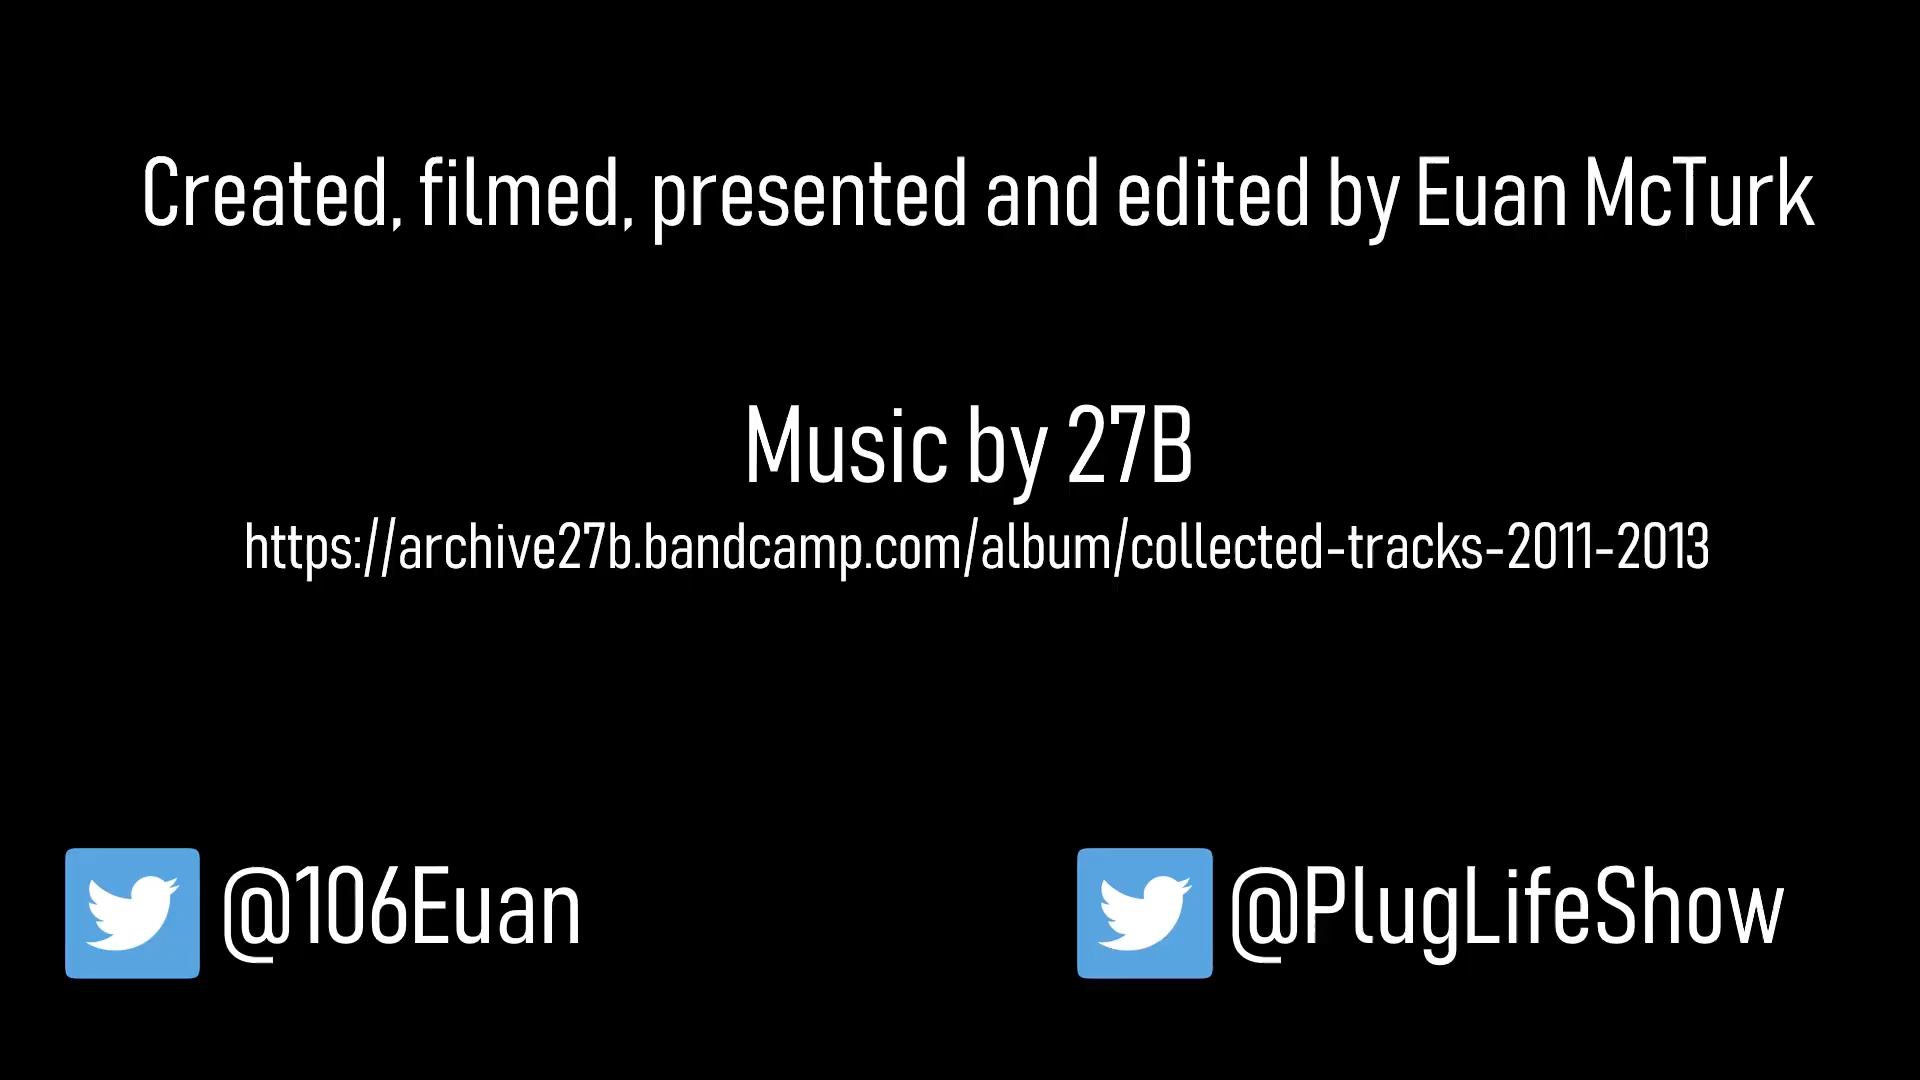 Created, filmed, presented and edited by Euan McTurk
Music by 27B
https://archive27b.bandcamp.com/album/collected-tracks-2011-2013
@106Euan
@PlugLifeShow